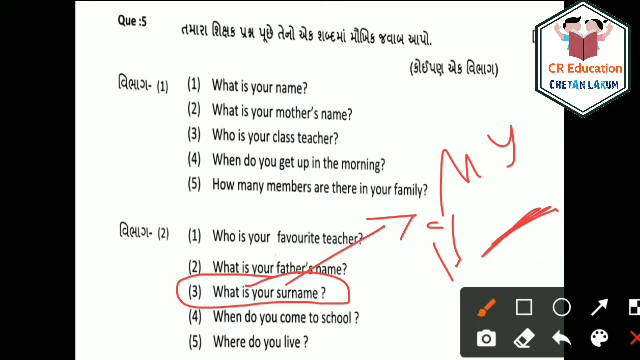 Que :5
તમારા શિક્ષક પ્રશ્ન પૂછે તેનો એક શબ્દમાં મૌખિક જવાબ આપો.
(કોઈપણ એક વિભાગ)
CR Education
CHETAN LAKUM
વિભાગ- (1)
(1) What is your name?
(2) What is your mother's name?
(3) Who is your class teacher?
(4) When do you get up in the morning?
(5) How many members are there in your family?
વિભાગ- (2)
(1) Who is your favourite teacher?
(2) What is your father's name?
(3) What is your surname ?
(4) When do you come to school ?
(5) Where do you live ?
My